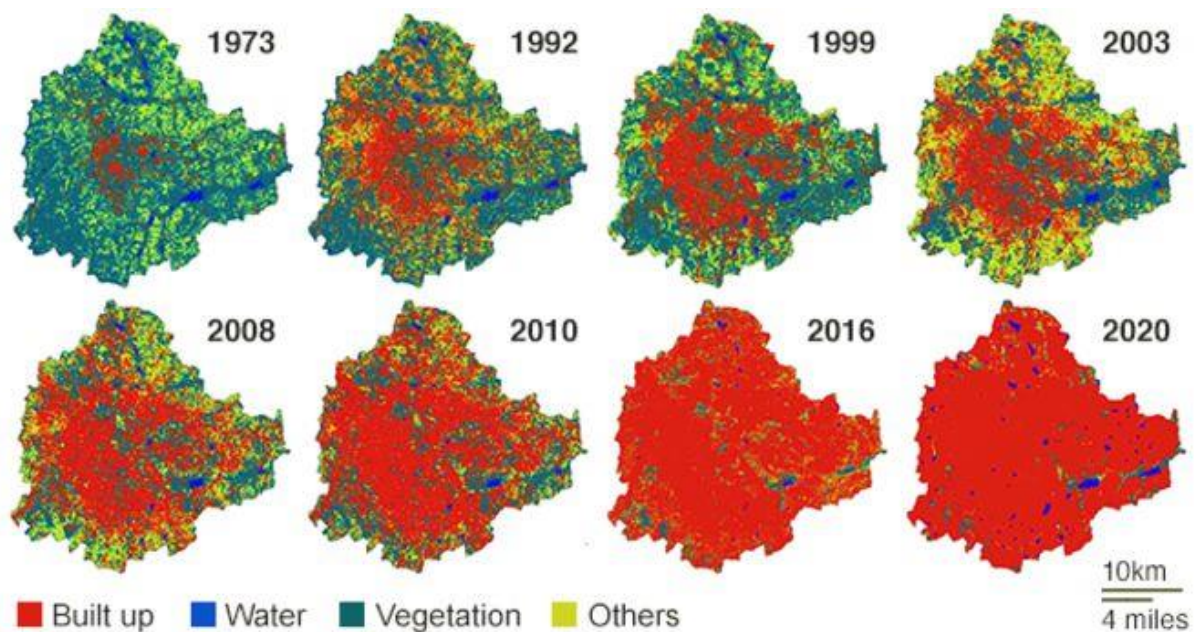 1973
1992
1999
2003
2008
2010
2016
2020
10km
4 miles
Built up
Water
Vegetation
Others